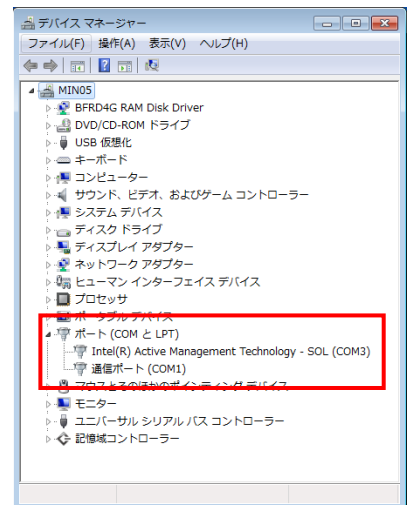 デバイス マネージャー
ファイル(F) 操作(A) 表示(V) ヘルプ(H)
MIN05
BFRD4G RAM Disk Driver
DVD/CD-ROM ドライブ
USB 仮想化
キーボード
コンピューター
サウンド、ビデオ、およびゲーム コントローラー
システム デバイス
ディスク ドライブ
ディスプレイ アダプター
ネットワーク アダプター
ヒューマン インターフェイス デバイス
プロセッサ
ポータブル デバイス
ポート (COM と LPT)
Intel(R) Active Management Technology - SOL (COM3)
通信ポート (COM1)
マウスとそのほかのポインティング デバイス
モニター
ユニバーサル シリアル バス コントローラー
記憶域コントローラー